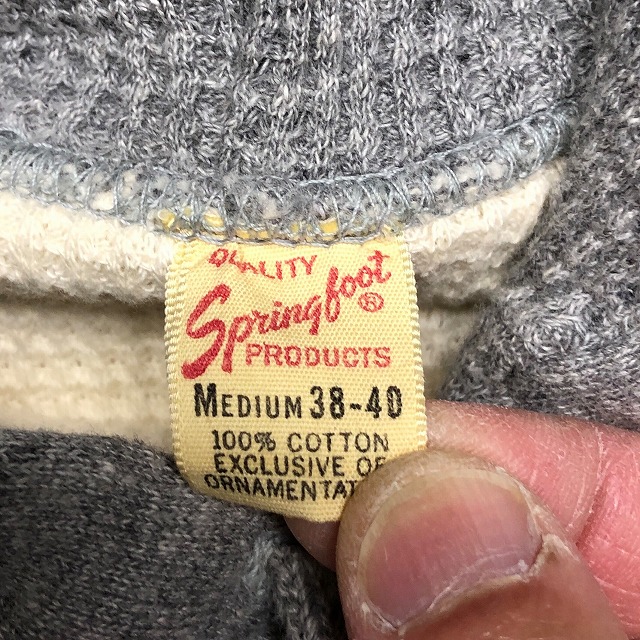 QUALITY
Springfoot®
PRODUCTS
MEDIUM 38-40
100% COTTON
EXCLUSIVE OF